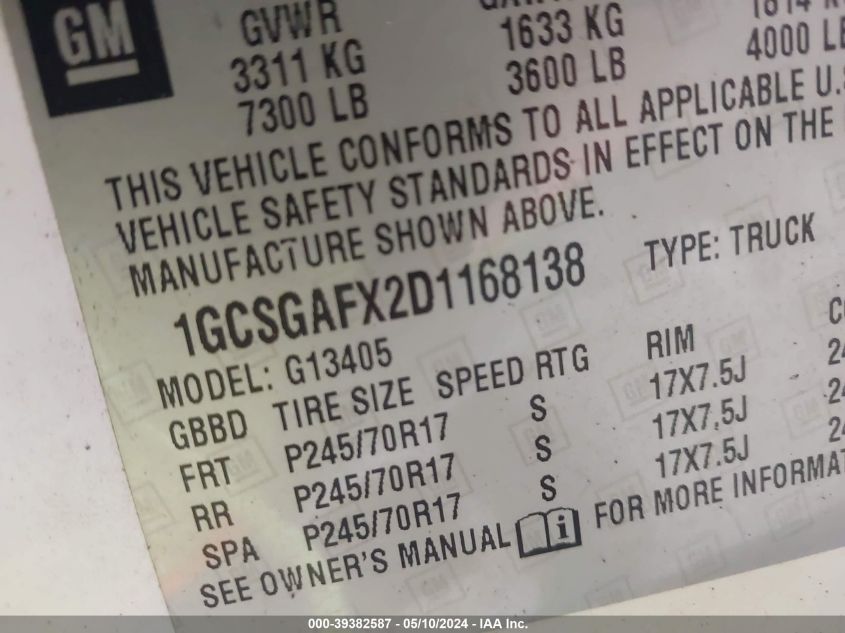 GM
GVWR
3311 KG 1633 KG
7300 LB 3600 LB 4000 LB
THIS VEHICLE CONFORMS TO ALL APPLICABLE U.S
VEHICLE SAFETY STANDARDS IN EFFECT ON THE
MANUFACTURE SHOWN ABOVE.
1GCSGAFX2D1168138 TYPE: TRUCK
MODEL: G13405
GBBD TIRE SIZE SPEED RTG RIM
FRT P245/70R17 S 17X7.5J
RR P245/70R17 S 17X7.5J
SPA P245/70R17 S 17X7.5J
SEE OWNER'S MANUAL i FOR MORE INFORMAT
000-39382587 - 05/10/2024 - IAA Inc.